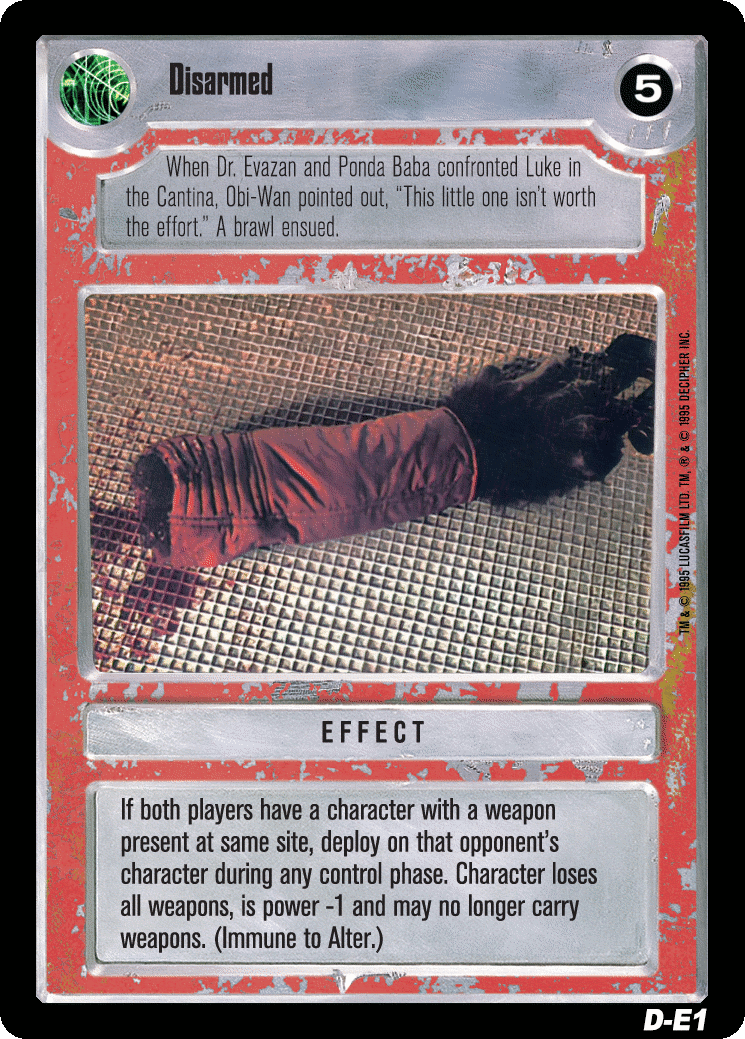 Disarmed
5
When Dr. Evazan and Ponda Baba confronted Luke in
the Cantina, Obi-Wan pointed out, “This little one isn’t worth
the effort.” A brawl ensued.
TM & © 1995 LUCASFILM LTD. TM, ® & © 1995 DECIPHER INC.
EFFECT
If both players have a character with a weapon
present at same site, deploy on that opponent’s
character during any control phase. Character loses
all weapons, is power -1 and may no longer carry
weapons. (Immune to Alter.)
D-E1